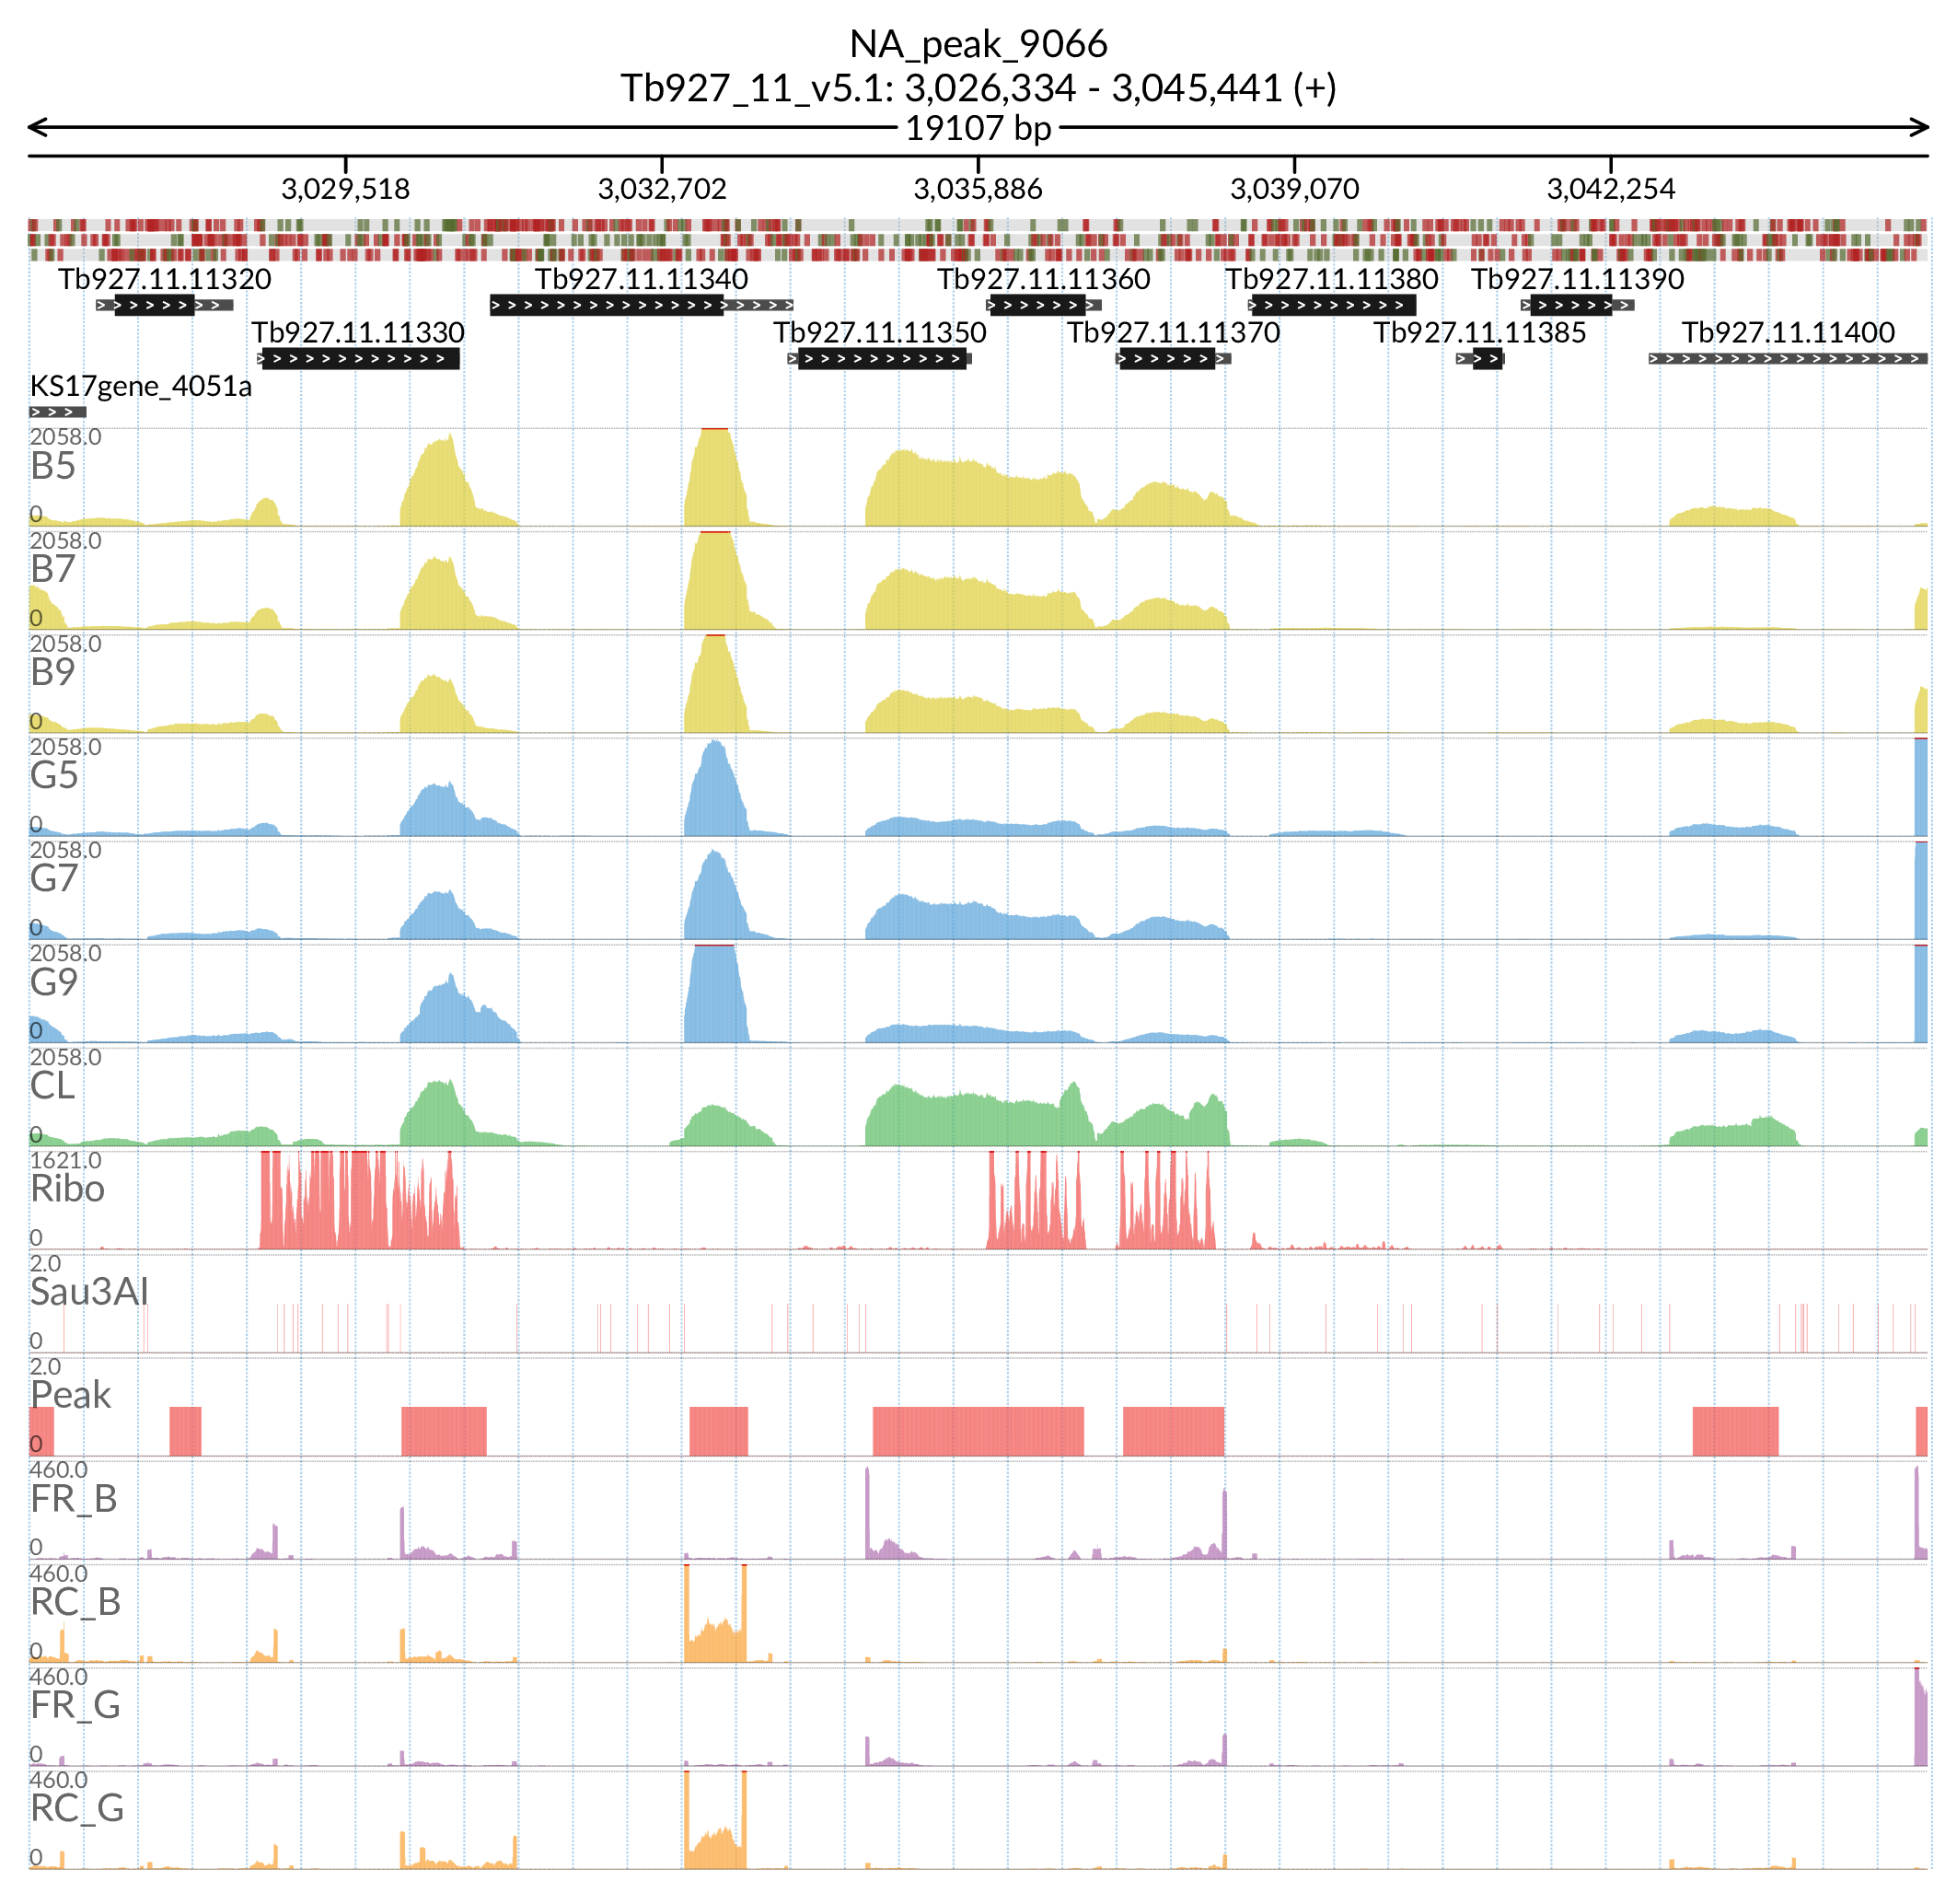 NA_peak_9066
Tb927_11_v5.1: 3,026,334 - 3,045,441 (+)
19107 bp
3,029,518 3,032,702 3,035,886 3,039,070 3,042,254
Tb927.11.11320 Tb927.11.11340 Tb927.11.11360 Tb927.11.11380 Tb927.11.11390
Tb927.11.11330 Tb927.11.11350 Tb927.11.11370 Tb927.11.11385 Tb927.11.11400
KS17gene_4051a
2058.0
B5
0
2058.0
B7
0
2058.0
B9
0
2058.0
G5
0
2058.0
G7
0
2058.0
G9
0
2058.0
CL
0
1621.0
Ribo
0
2.0
Sau3AI
0
2.0
Peak
0
460.0
FR_B
0
460.0
RC_B
0
460.0
FR_G
0
460.0
RC_G
0